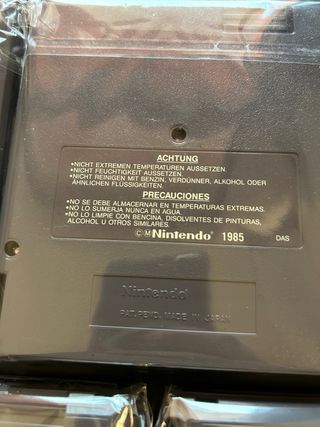 ACHTUNG
•NICHT EXTREMEN TEMPERATUREN AUSSETZEN.
•NICHT FEUCHTIGKEIT AUSSETZEN.
•NICHT REINIGEN MIT BENZIN, VERDÜNNER, ALKOHOL ODER
ÄHNLICHEN FLÜSSIGKEITEN.
PRECAUCIONES
•NO SE DEBE ALMACERNAR EN TEMPERATURAS EXTREMAS.
•NO LO SUMERJA NUNCA EN AGUA.
•NO LO LIMPIE CON BENCINA, DISOLVENTES DE PINTURAS,
ALCOHOL U OTROS SIMILARES.
©MNintendo 1985 DAS
Nintendo
PAT. PEND. MADE IN JAPAN